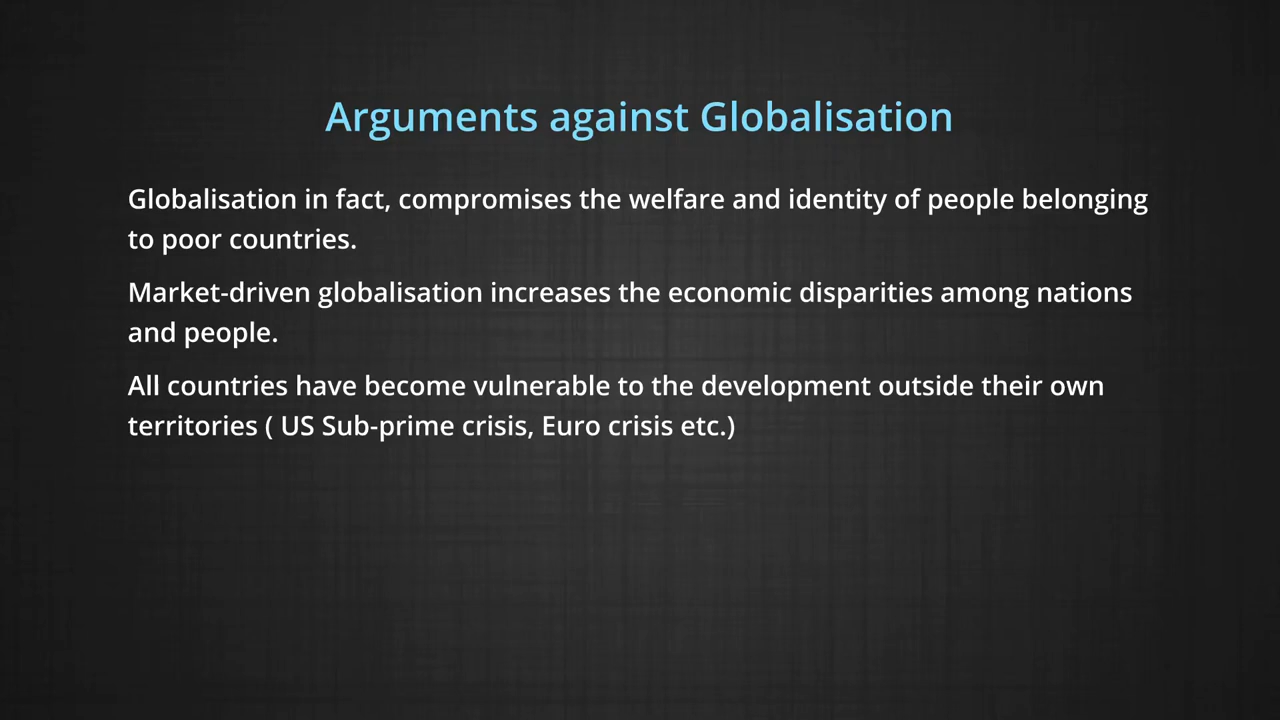 Arguments against Globalisation
Globalisation in fact, compromises the welfare and identity of people belonging
to poor countries.
Market-driven globalisation increases the economic disparities among nations
and people.
All countries have become vulnerable to the development outside their own
territories ( US Sub-prime crisis, Euro crisis etc.)